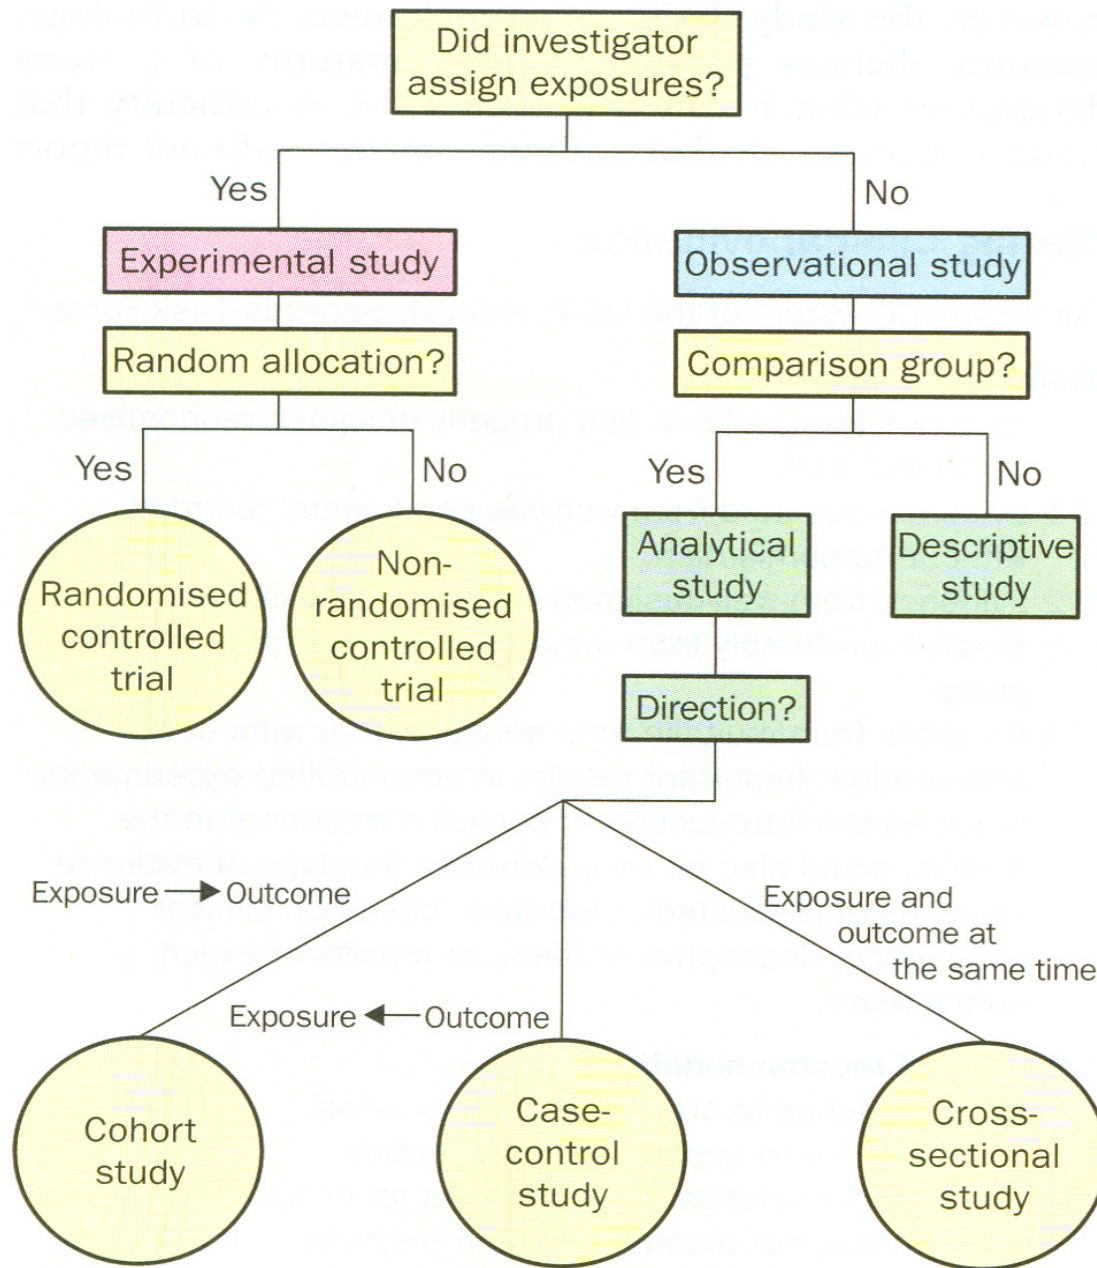 Did investigator
assign exposures?
Yes
No
Experimental study
Observational study
Random allocation?
Comparison group?
Yes
No
Yes
No
Randomised
controlled
trial
Non-
randomised
controlled
trial
Analytical
study
Descriptive
study
Direction?
Exposure → Outcome
Exposure and
outcome at
the same time
Exposure ← Outcome
Cohort
study
Case-
control
study
Cross-
sectional
study